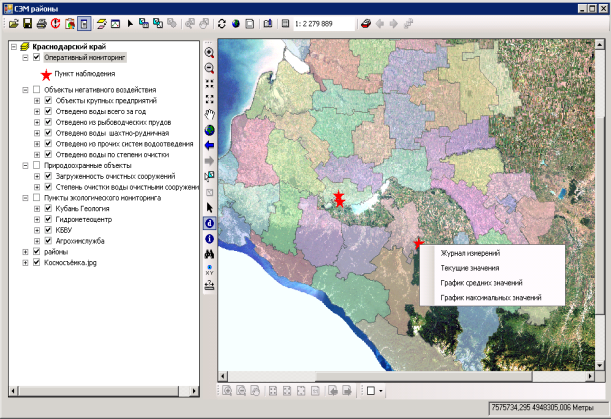 СЭМ районы
1: 2 279 889
Краснодарский край
Оперативный мониторинг
Пункт наблюдения
Объекты негативного воздействия
Объекты крупных предприятий
Отведено воды всего за год
Отведено из рыбоводческих прудов
Отведено воды шахтно-рудничная
Отведено из прочих систем водоотведения
Отведено воды по степени очистки
Природоохранные объекты
Загруженность очистных сооружений
Степень очистки воды очистными сооружени
Пункты экологического мониторинга
Кубань Геология
Гидрометеоцентр
КБВУ
Агрохимслужба
районы
Космосъёмка.jpg
XY
Журнал измерений
Текущие значения
График средних значений
График максимальных значений
7575734,295 4948305,006 Метры